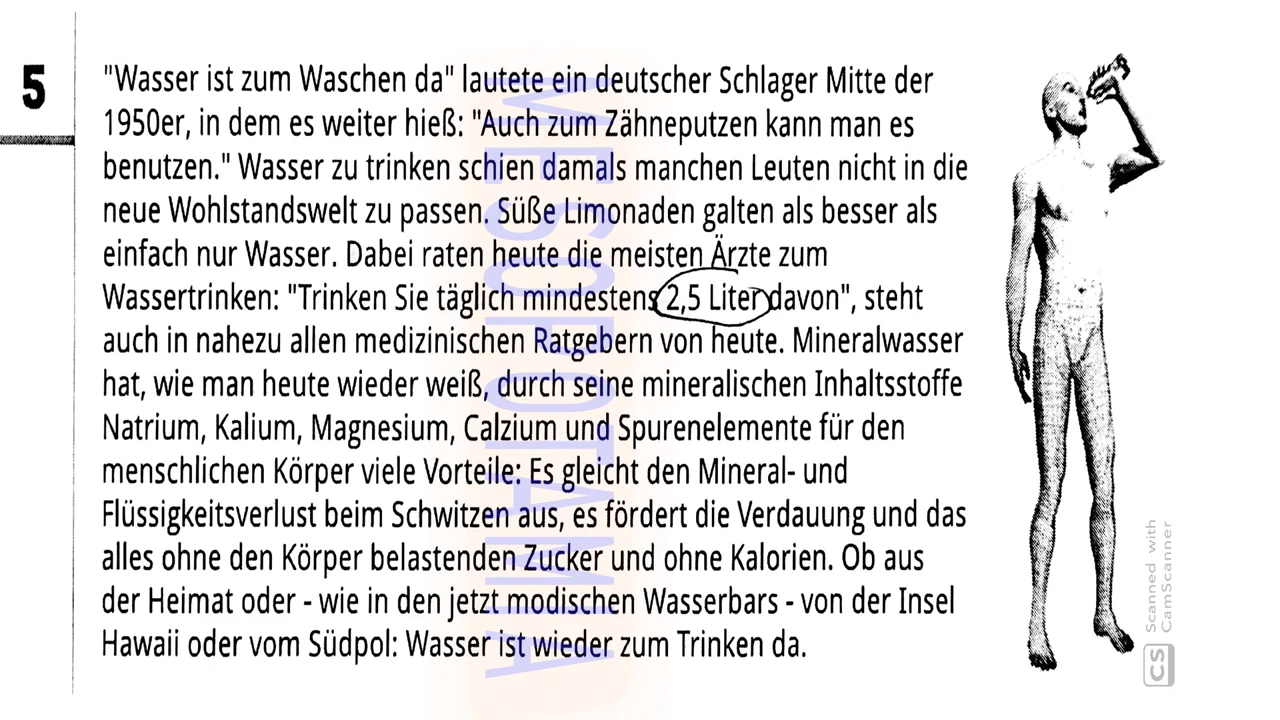 5
"Wasser ist zum Waschen da" lautete ein deutscher Schlager Mitte der
1950er, in dem es weiter hieß: "Auch zum Zähneputzen kann man es
benutzen." Wasser zu trinken schien damals manchen Leuten nicht in die
neue Wohlstandswelt zu passen. Süße Limonaden galten als besser als
einfach nur Wasser. Dabei raten heute die meisten Ärzte zum
Wassertrinken: "Trinken Sie täglich mindestens 2,5 Liter davon", steht
auch in nahezu allen medizinischen Ratgebern von heute. Mineralwasser
hat, wie man heute wieder weiß, durch seine mineralischen Inhaltsstoffe
Natrium, Kalium, Magnesium, Calzium und Spurenelemente für den
menschlichen Körper viele Vorteile: Es gleicht den Mineral- und
Flüssigkeitsverlust beim Schwitzen aus, es fördert die Verdauung und das
alles ohne den Körper belastenden Zucker und ohne Kalorien. Ob aus
der Heimat oder - wie in den jetzt modischen Wasserbars - von der Insel
Hawaii oder vom Südpol: Wasser ist wieder zum Trinken da.
MESOPOTAMIA
CS
Scanned with
CamScanner